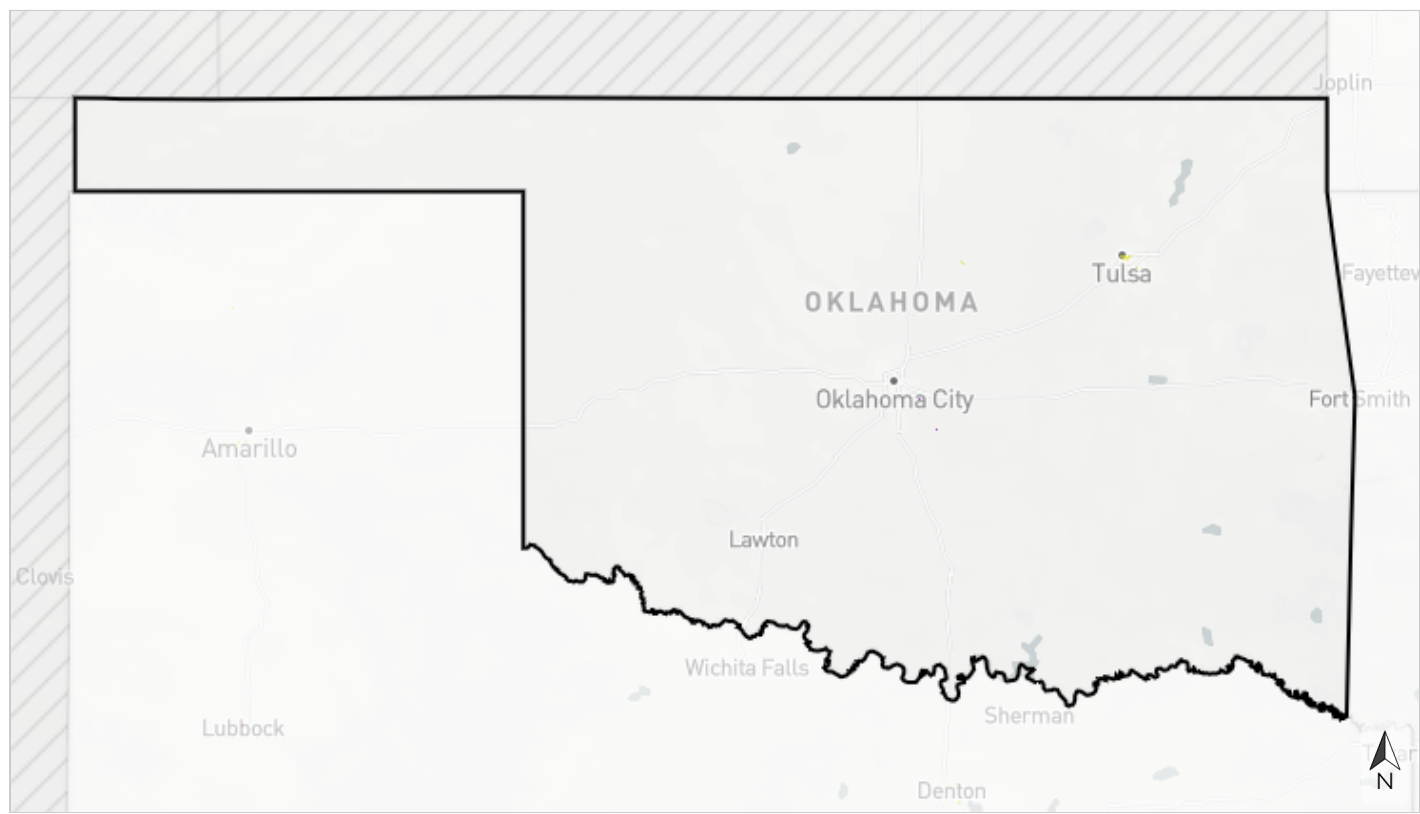 Joplin
Tulsa
Fayettev
OKLAHOMA
Oklahoma City
Fort Smith
Amarillo
Lawton
Clovis
Wichita Falls
Sherman
Lubbock
N
Denton